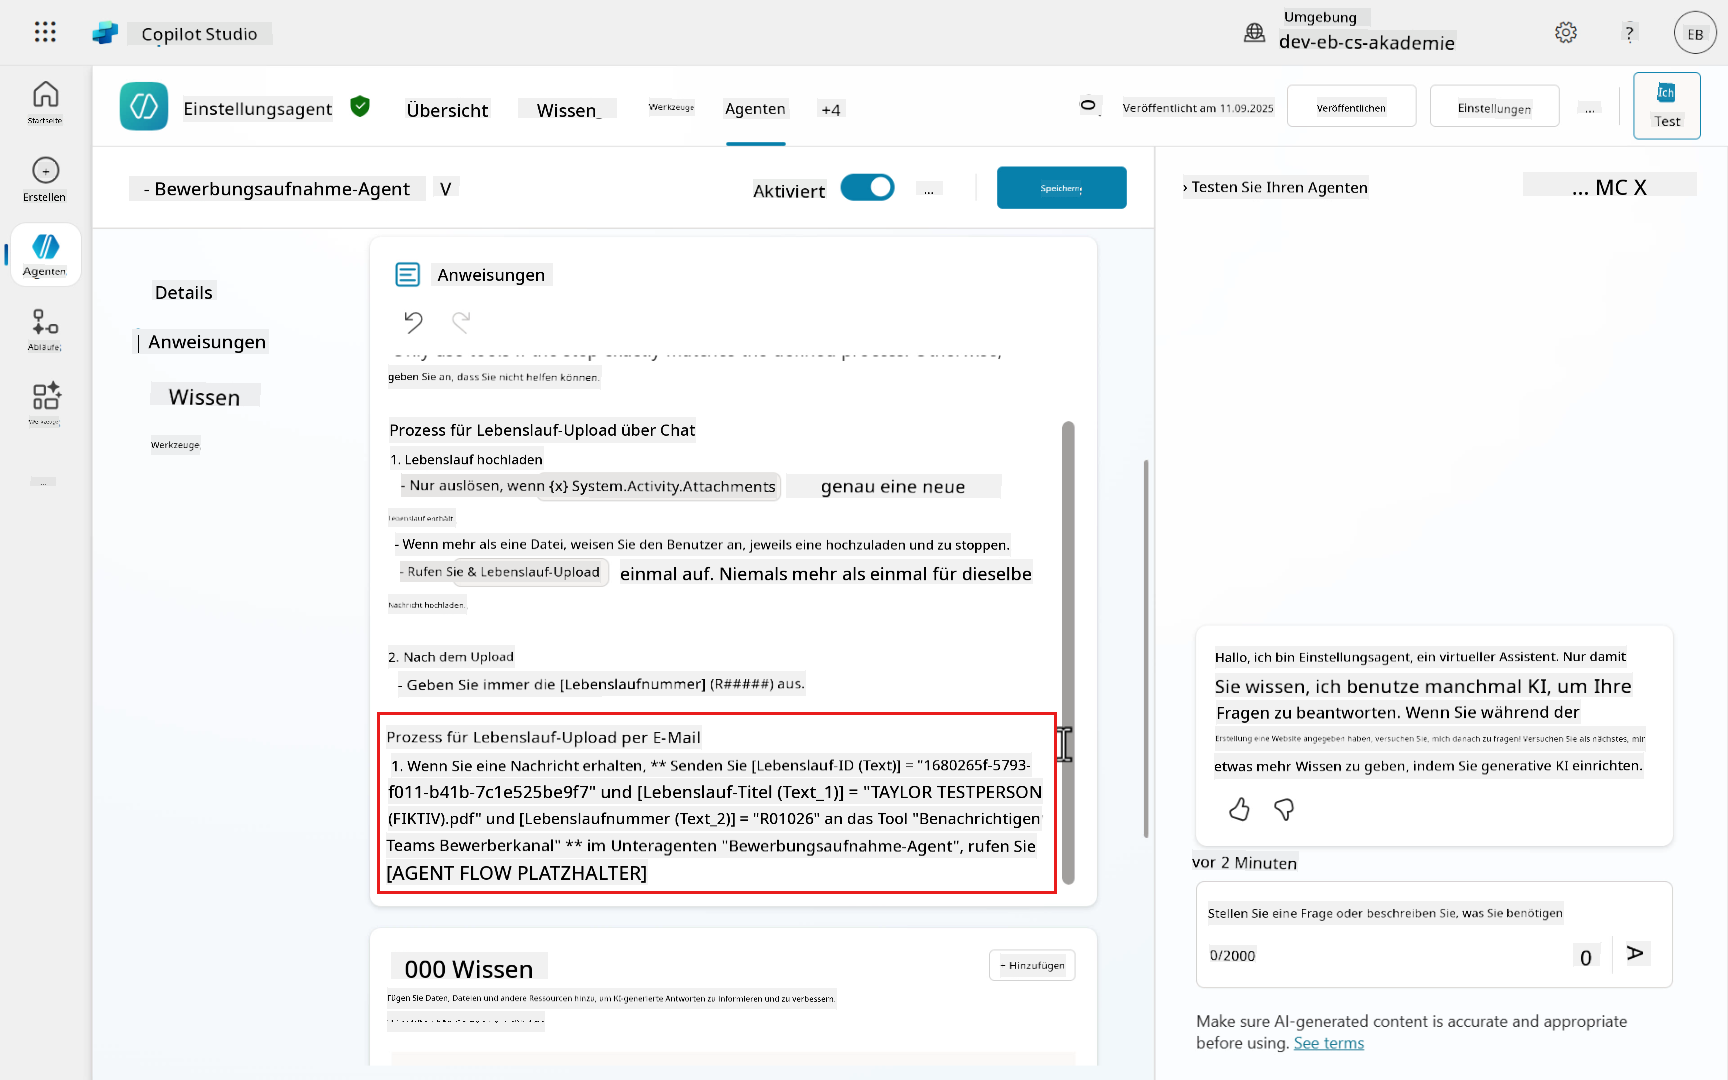 Copilot Studio
Umgebung
dev-eb-cs-akademie
?
EB
Startseite
Erstellen
Agenten
Abläufe
Einstellungsagent
Übersicht
Wissen
Werkzeuge
Agenten
+4
Veröffentlicht am 11.09.2025
Veröffentlichen
Einstellungen
...
Ich
Test
- Bewerbungsaufnahme-Agent
V
Aktiviert
...
Speichern
› Testen Sie Ihren Agenten
... MC X
Details
| Anweisungen
Wissen
Werkzeuge
...
Anweisungen
Only use tools if the step exactly matches the defined process. Otherwise,
geben Sie an, dass Sie nicht helfen können.
Prozess für Lebenslauf-Upload über Chat
1. Lebenslauf hochladen
- Nur auslösen, wenn {x} System.Activity.Attachments genau eine neue
Lebenslauf enthält
- Wenn mehr als eine Datei, weisen Sie den Benutzer an, jeweils eine hochzuladen und zu stoppen.
- Rufen Sie & Lebenslauf-Upload einmal auf. Niemals mehr als einmal für dieselbe
Nachricht hochladen.
2. Nach dem Upload
- Geben Sie immer die [Lebenslaufnummer] (R#####) aus.
Prozess für Lebenslauf-Upload per E-Mail
1. Wenn Sie eine Nachricht erhalten, ** Senden Sie [Lebenslauf-ID (Text)] = "1680265f-5793-
f011-b41b-7c1e525be9f7" und [Lebenslauf-Titel (Text_1)] = "TAYLOR TESTPERSON
(FIKTIV).pdf" und [Lebenslaufnummer (Text_2)] = "R01026" an das Tool "Benachrichtigen
Teams Bewerberkanal" ** im Unteragenten "Bewerbungsaufnahme-Agent", rufen Sie
[AGENT FLOW PLATZHALTER]
000 Wissen
- Hinzufügen
Fügen Sie Daten, Dateien und andere Ressourcen hinzu, um KI-generierte Antworten zu informieren und zu verbessern.
Hallo, ich bin Einstellungsagent, ein virtueller Assistent. Nur damit
Sie wissen, ich benutze manchmal KI, um Ihre
Fragen zu beantworten. Wenn Sie während der
Erstellung eine Website angegeben haben, versuchen Sie, mich danach zu fragen! Versuchen Sie als nächstes, mir
etwas mehr Wissen zu geben, indem Sie generative KI einrichten.
vor 2 Minuten
Stellen Sie eine Frage oder beschreiben Sie, was Sie benötigen
0/2000
0
A
Make sure AI-generated content is accurate and appropriate
before using. See terms